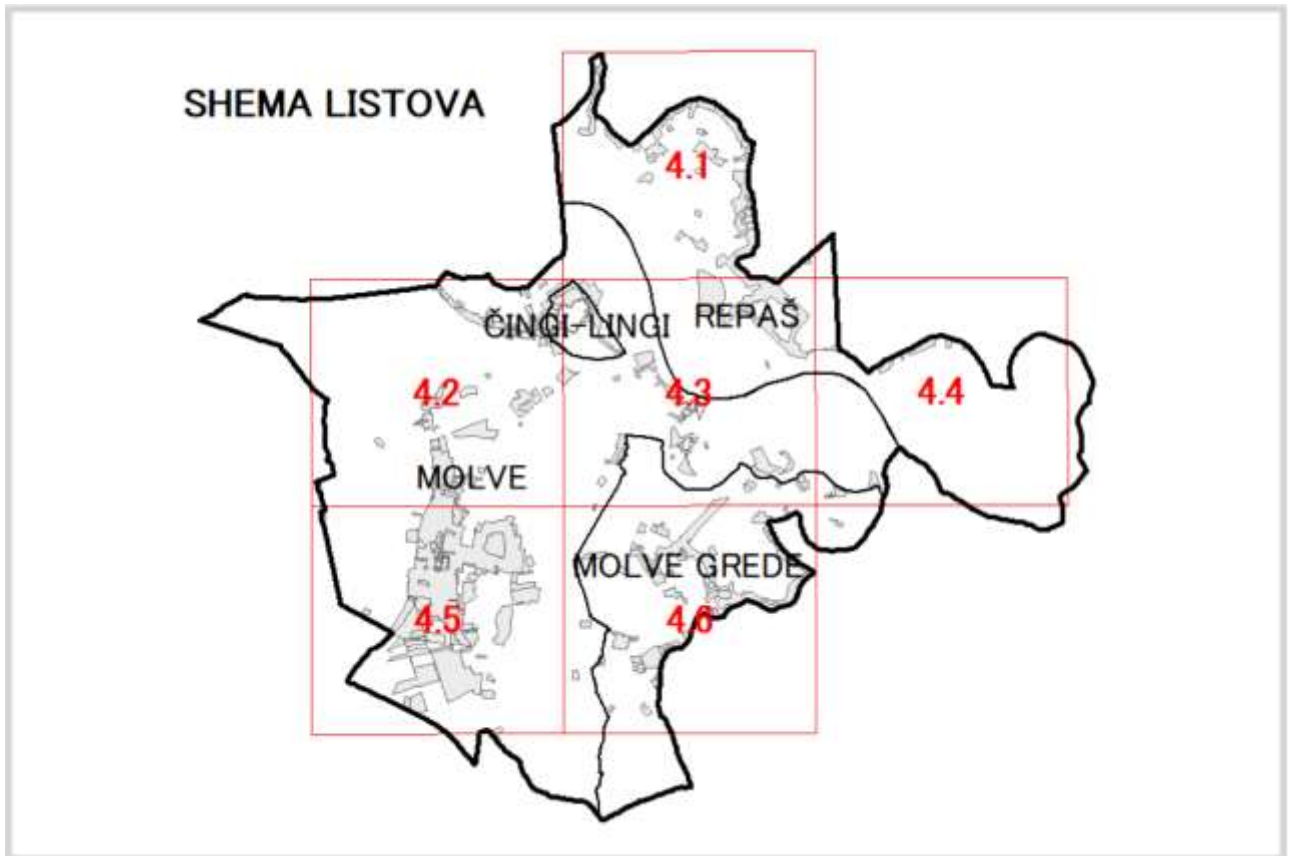 SHEMA LISTOVA
4.1
ČINGI-LINGI
REPAŠ
4.2
4.3
4.4
MOLVE
MOLVE GREDE
4.5
4.6